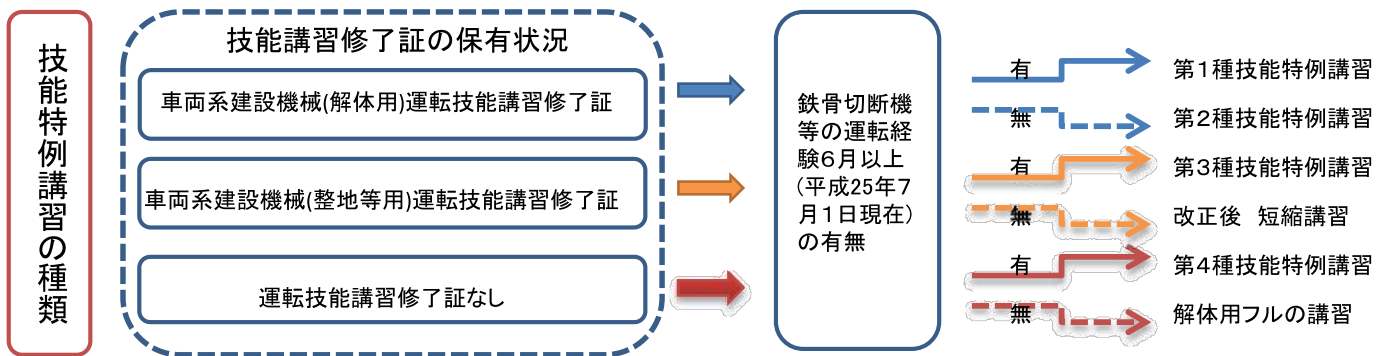 技能特例講習の種類
技能講習修了証の保有状況
車両系建設機械(解体用)運転技能講習修了証
車両系建設機械(整地等用)運転技能講習修了証
運転技能講習修了証なし
鉄骨切断機
等の運転経
験6月以上
(平成25年7
月1日現在)
の有無
有
第1種技能特例講習
無
第2種技能特例講習
有
第3種技能特例講習
無
改正後　短縮講習
有
第4種技能特例講習
無
解体用フルの講習